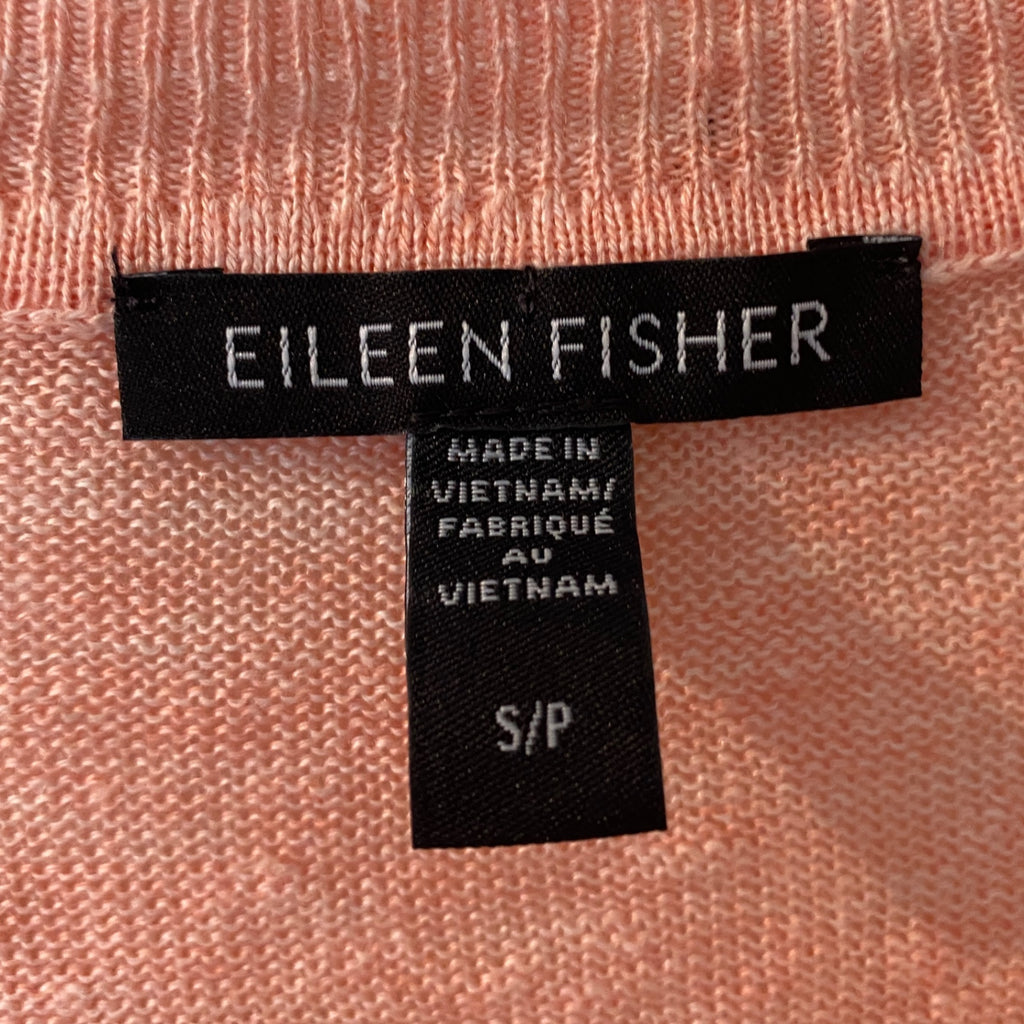 EILEEN FISHER
MADE IN
VIETNAM/
FABRIQUÉ
AU
VIETNAM
S/P